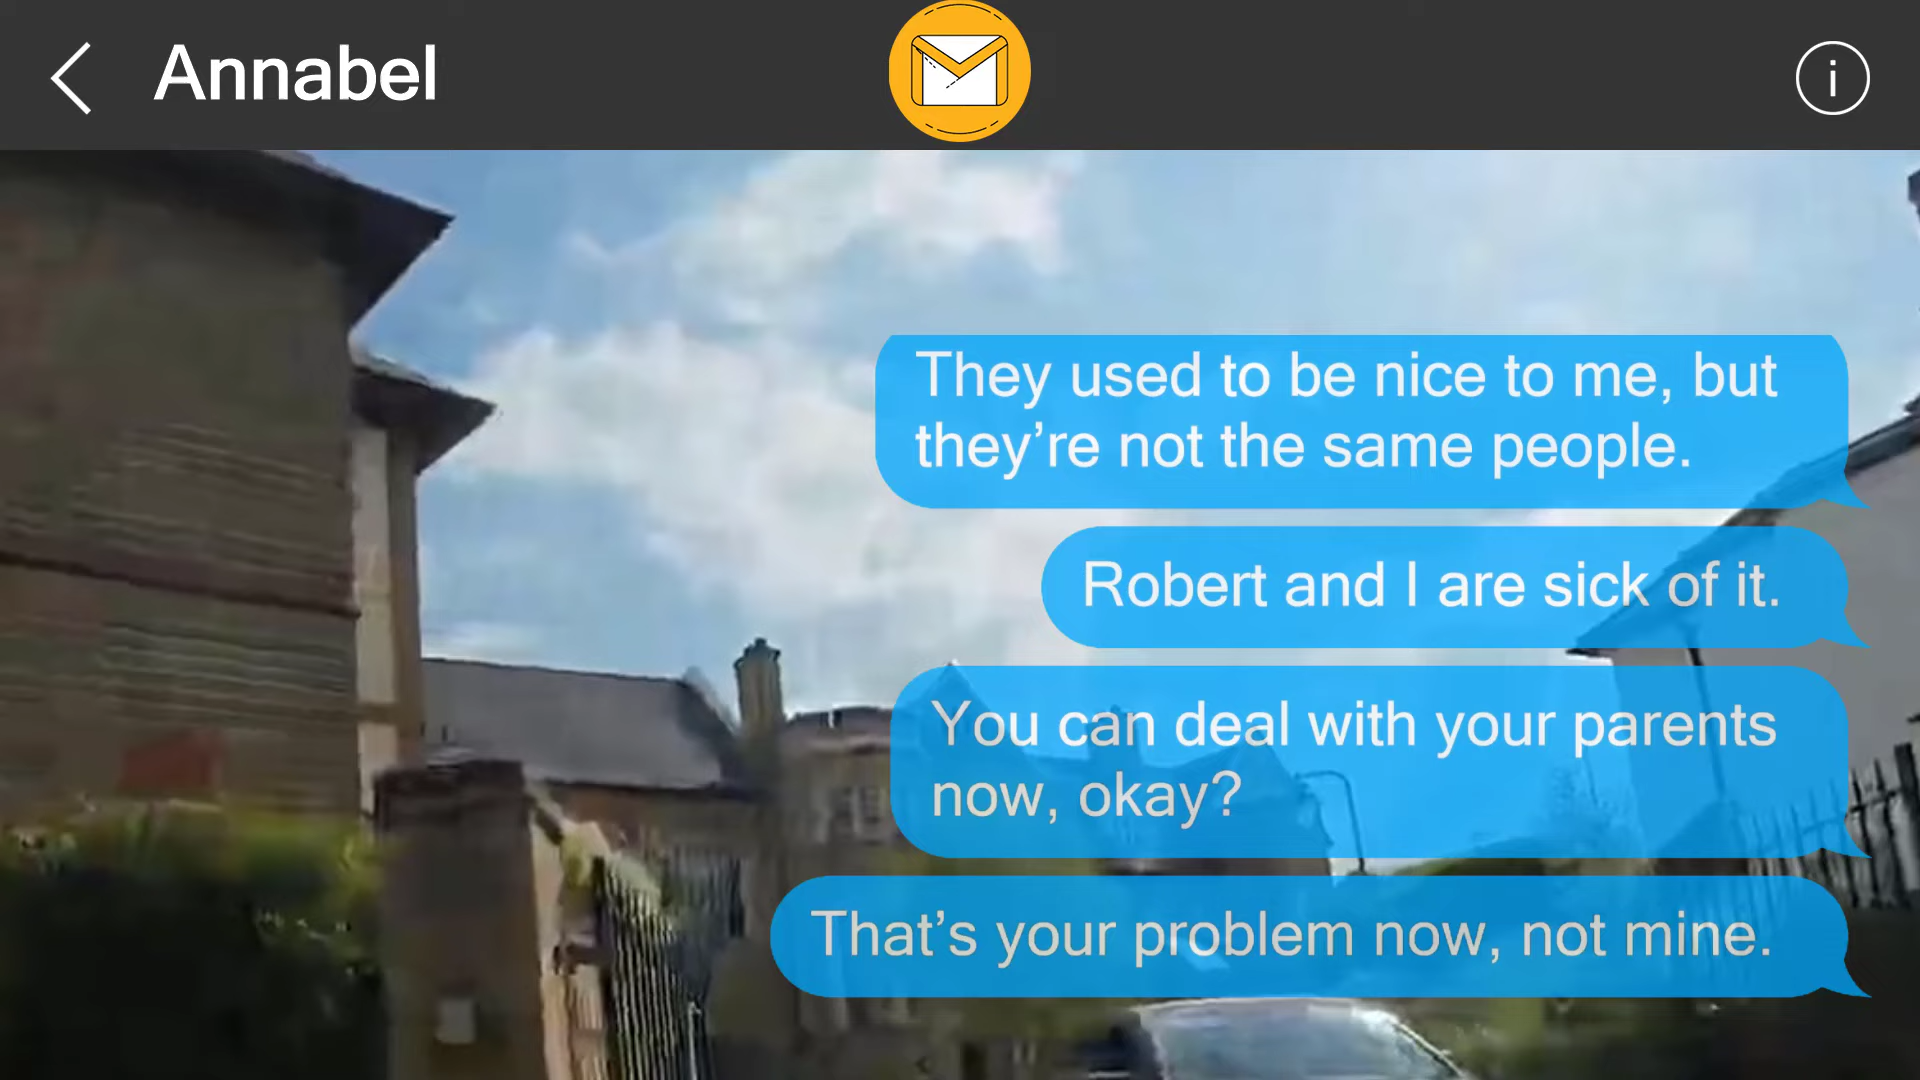 Annabel
They used to be nice to me, but
they’re not the same people.
Robert and I are sick of it.
You can deal with your parents
now, okay?
That’s your problem now, not mine.